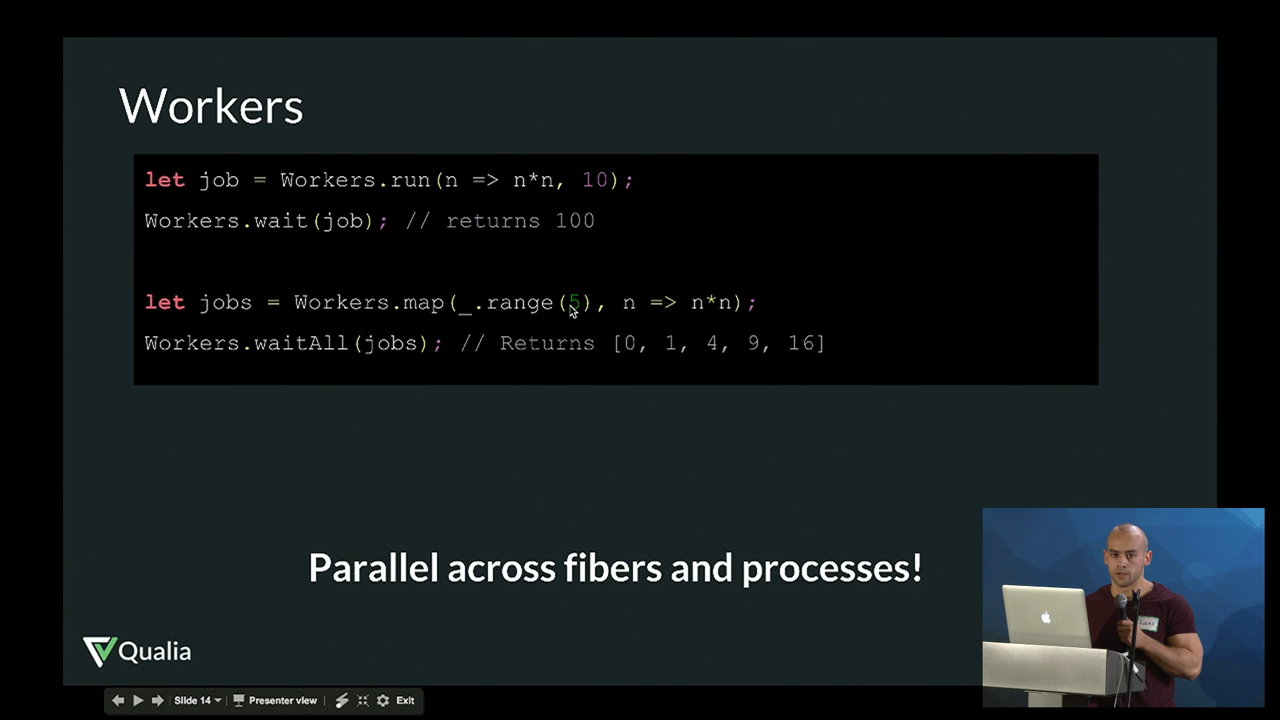 Workers
let job = Workers.run(n => n*n, 10);
Workers.wait(job); // returns 100
let jobs = Workers.map(_.range(5), n => n*n);
Workers.waitAll(jobs); // Returns [0, 1, 4, 9, 16]
Parallel across fibers and processes!
Qualia
Slide 14
Presenter view
Exit